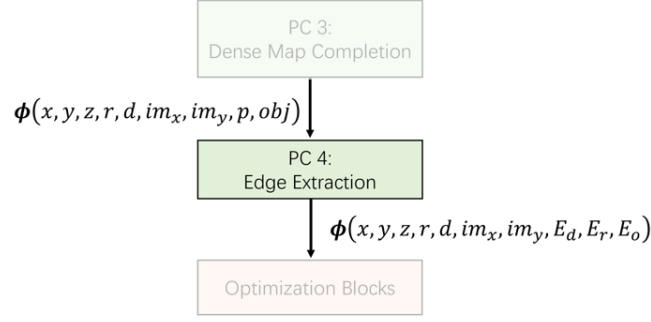 PC 3:
Dense Map Completion
ϕ(x, y, z, r, d, im_x, im_y, p, obj)
PC 4:
Edge Extraction
ϕ(x, y, z, r, d, im_x, im_y, E_d, E_r, E_o)
Optimization Blocks